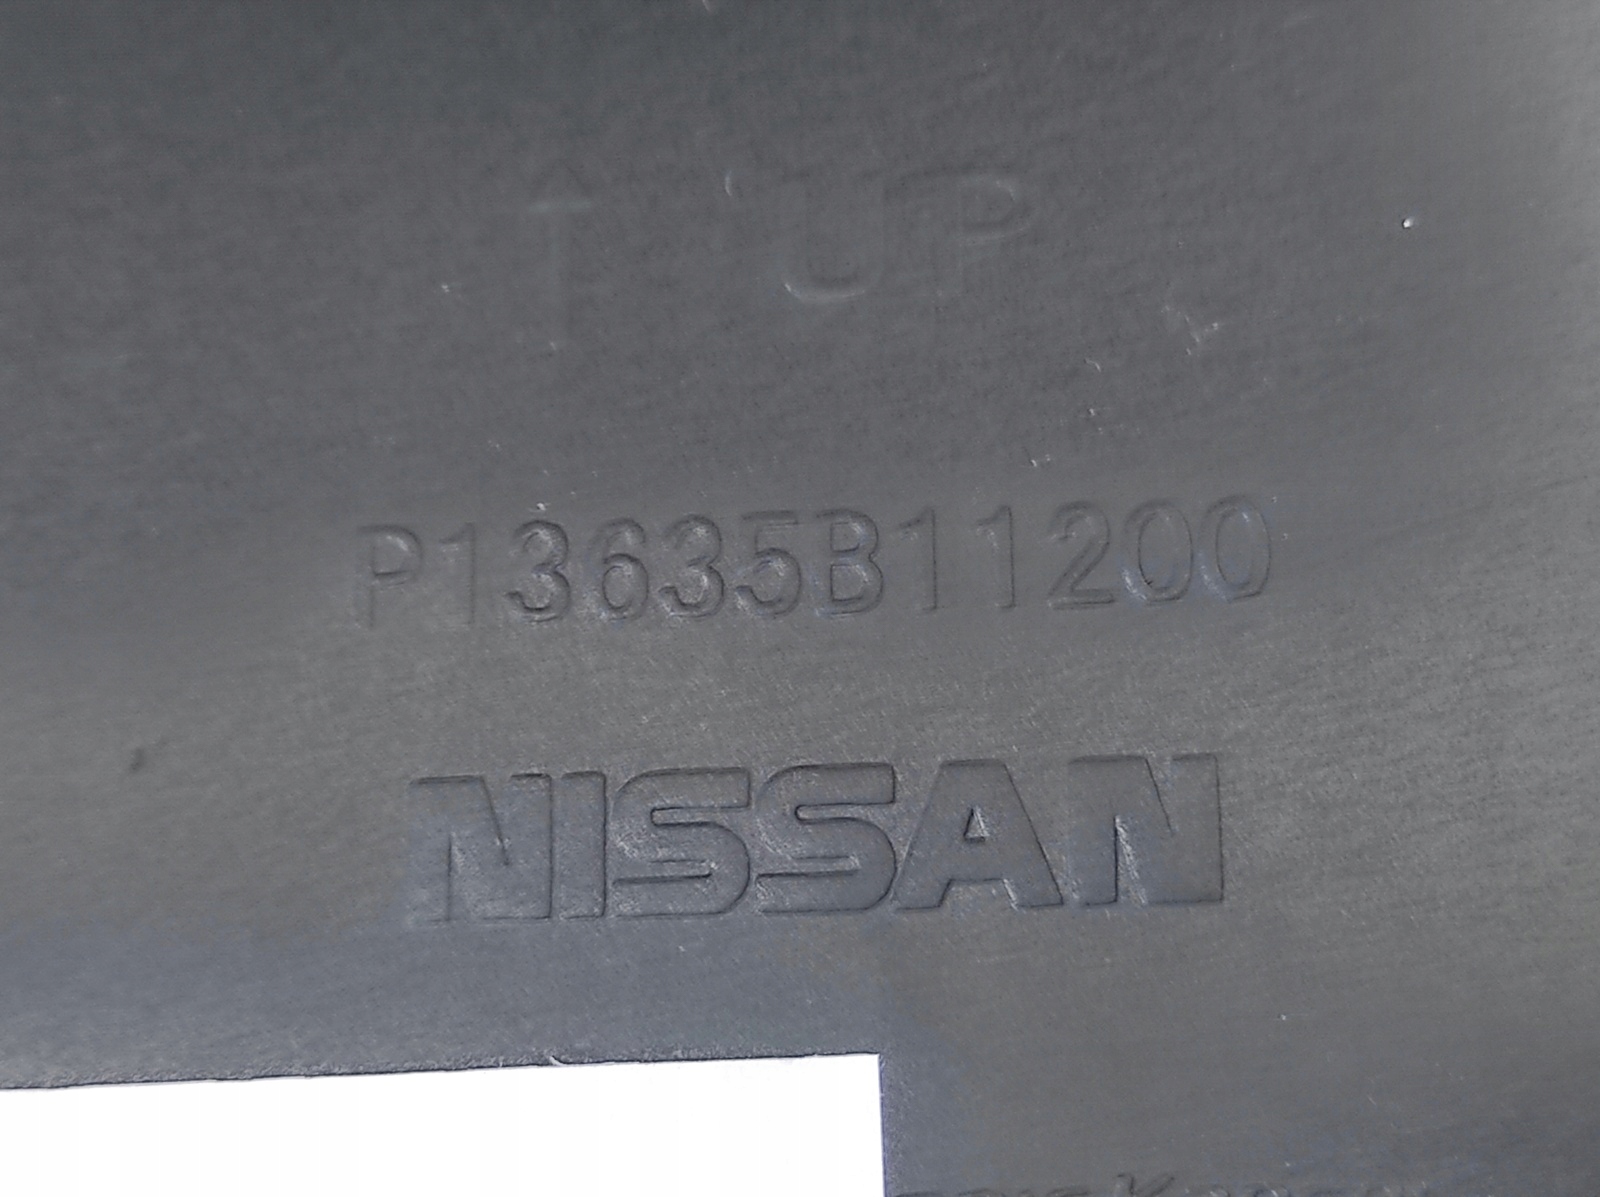 ↑ UP
P13635B11200
NISSAN